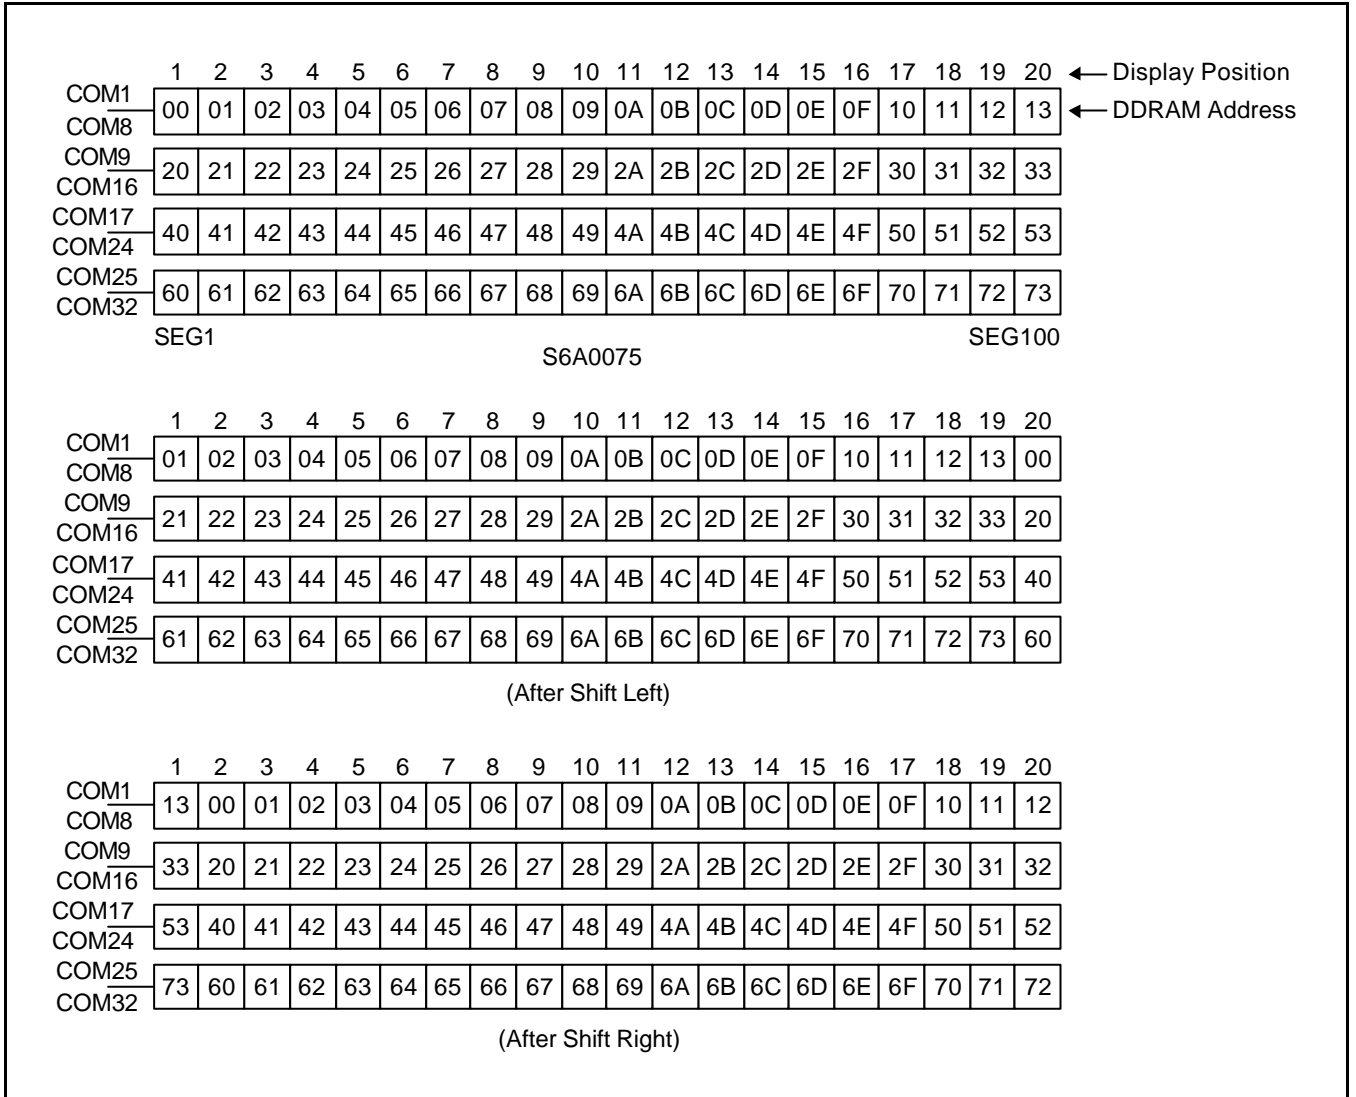 1 2 3 4 5 6 7 8 9 10 11 12 13 14 15 16 17 18 19 20 Display Position
COM1
00 01 02 03 04 05 06 07 08 09 0A 0B 0C 0D 0E 0F 10 11 12 13 DDRAM Address
COM8
COM9
20 21 22 23 24 25 26 27 28 29 2A 2B 2C 2D 2E 2F 30 31 32 33
COM16
COM17
40 41 42 43 44 45 46 47 48 49 4A 4B 4C 4D 4E 4F 50 51 52 53
COM24
COM25
60 61 62 63 64 65 66 67 68 69 6A 6B 6C 6D 6E 6F 70 71 72 73
COM32
SEG1 SEG100
S6A0075
1 2 3 4 5 6 7 8 9 10 11 12 13 14 15 16 17 18 19 20
COM1
01 02 03 04 05 06 07 08 09 0A 0B 0C 0D 0E 0F 10 11 12 13 00
COM8
COM9
21 22 23 24 25 26 27 28 29 2A 2B 2C 2D 2E 2F 30 31 32 33 20
COM16
COM17
41 42 43 44 45 46 47 48 49 4A 4B 4C 4D 4E 4F 50 51 52 53 40
COM24
COM25
61 62 63 64 65 66 67 68 69 6A 6B 6C 6D 6E 6F 70 71 72 73 60
COM32
(After Shift Left)
1 2 3 4 5 6 7 8 9 10 11 12 13 14 15 16 17 18 19 20
COM1
13 00 01 02 03 04 05 06 07 08 09 0A 0B 0C 0D 0E 0F 10 11 12
COM8
COM9
33 20 21 22 23 24 25 26 27 28 29 2A 2B 2C 2D 2E 2F 30 31 32
COM16
COM17
53 40 41 42 43 44 45 46 47 48 49 4A 4B 4C 4D 4E 4F 50 51 52
COM24
COM25
73 60 61 62 63 64 65 66 67 68 69 6A 6B 6C 6D 6E 6F 70 71 72
COM32
(After Shift Right)